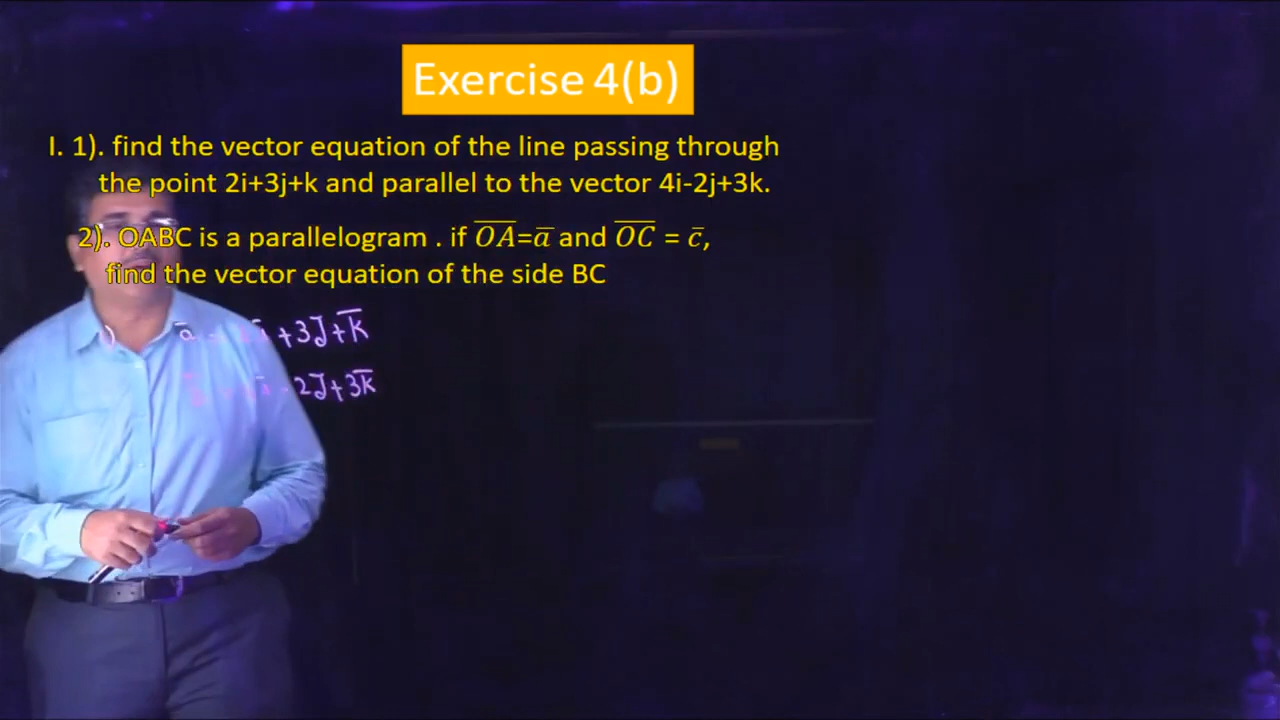 Exercise 4(b)
I. 1). find the vector equation of the line passing through
the point 2i+3j+k and parallel to the vector 4i-2j+3k.
2). OABC is a parallelogram . if O̅A̅=a̅ and O̅C̅ = c̅,
find the vector equation of the side BC
1) a̅ = +3J̅+k̅
- 2J̅+3k̅